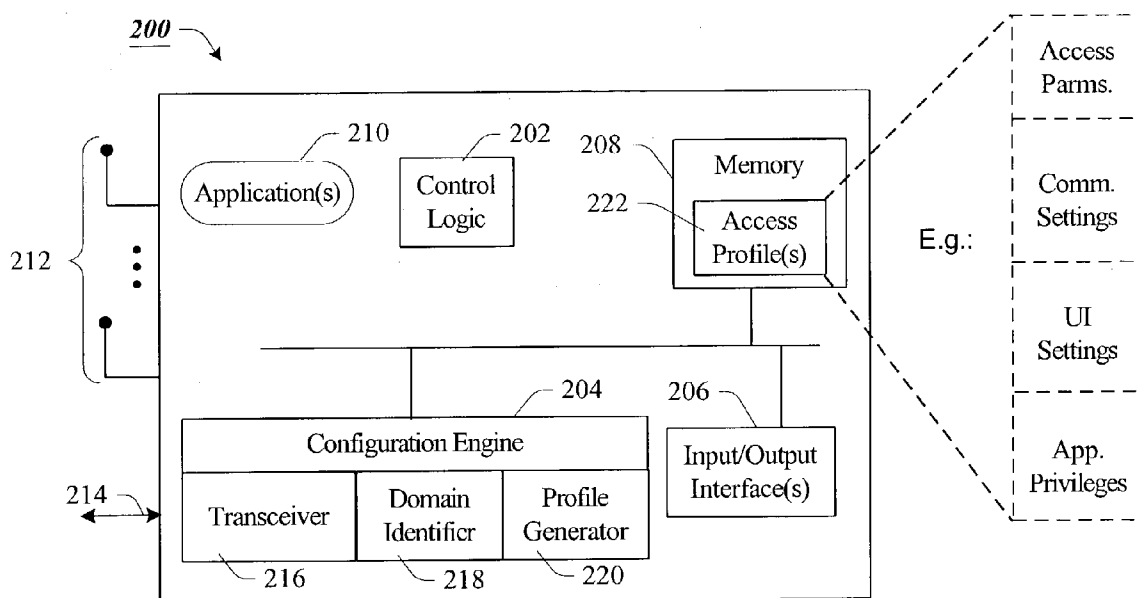 200
210
202
208
Application(s)
Control
Logic
Memory
222
Access
Profile(s)
E.g.:
Access
Parms.
Comm.
Settings
UI
Settings
App.
Privileges
212
204
206
Configuration Engine
Input/Output
Interface(s)
214
Transceiver
Domain
Identifier
Profile
Generator
216
218
220